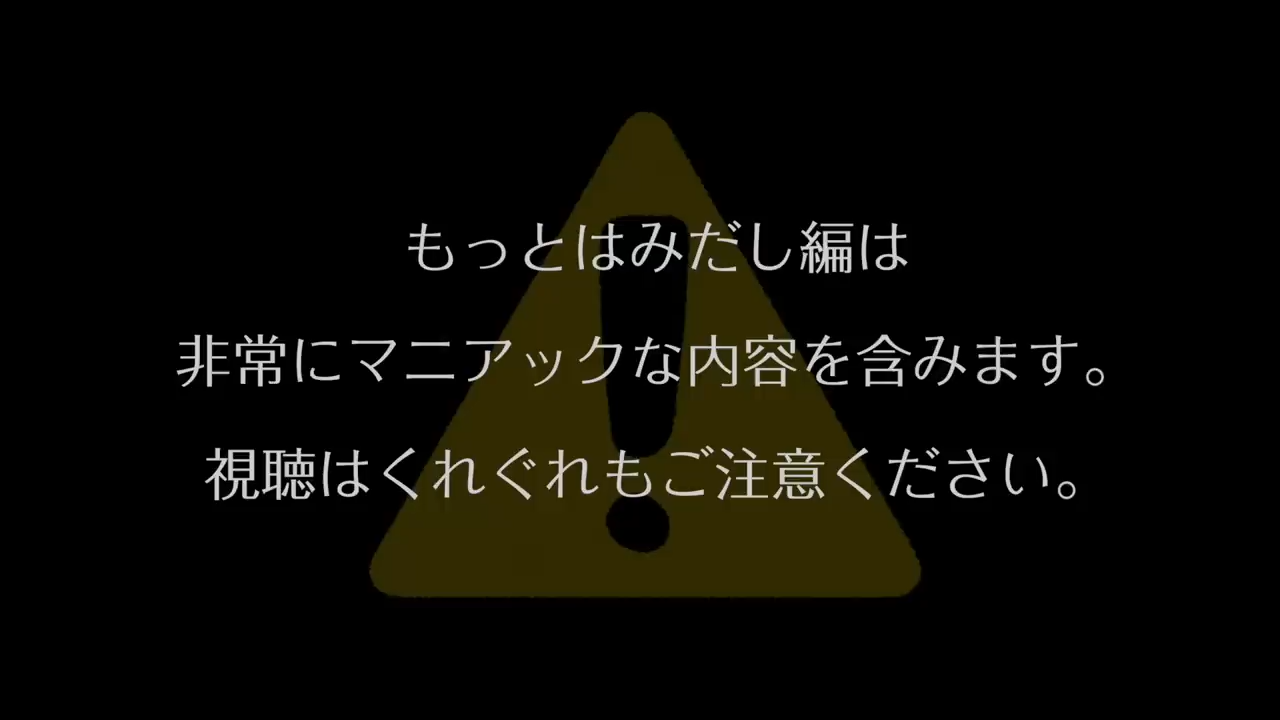 もっとはみだし編は
非常にマニアックな内容を含みます。
視聴はくれぐれもご注意ください。